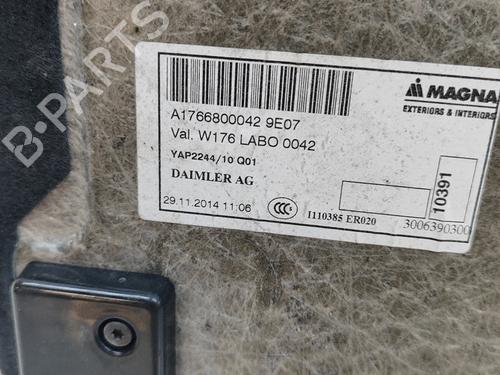 B-PARTS
MAGNA
EXTERIORS & INTERIORS
A1766800042 9E07
Val. W176 LABO 0042
YAP2244/10 Q01
DAIMLER AG
29.11.2014 11:06
CCC
I110385 ER020
10391
3006390300